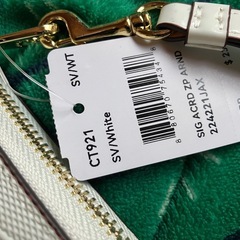 SV/WT
CT921
SV/White
SIG ACRD ZP ARND
224221JAX